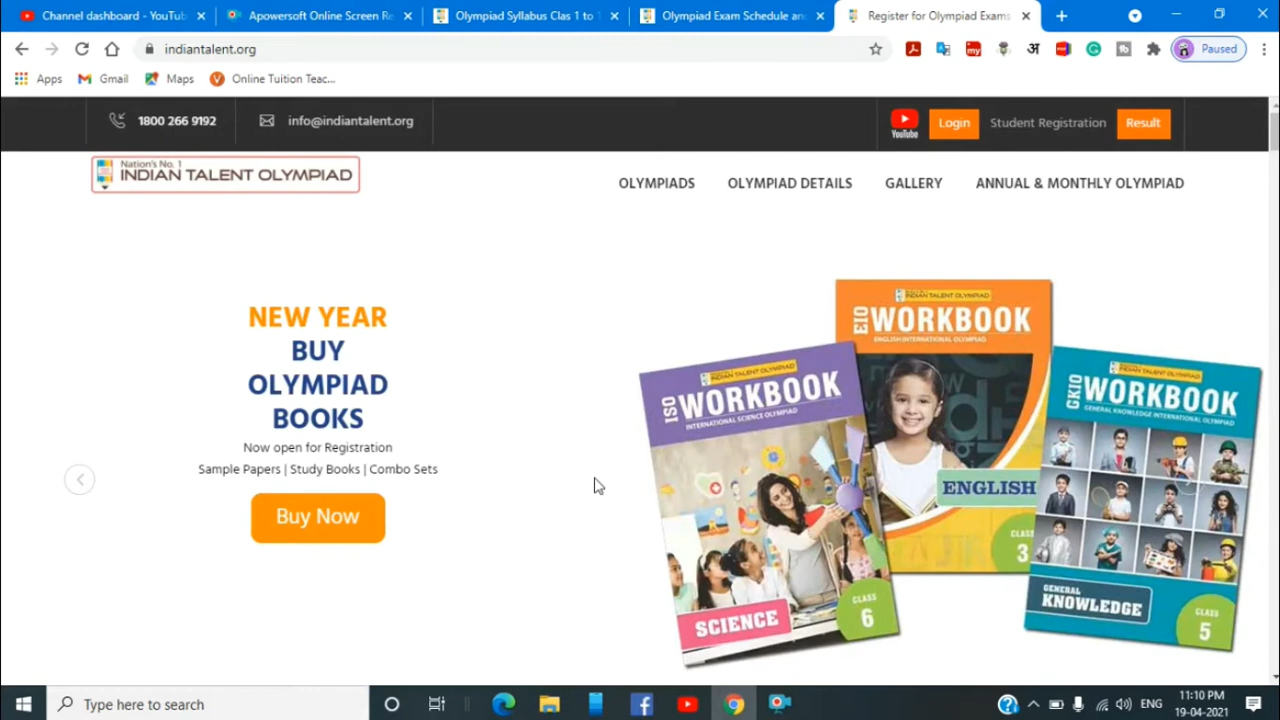 Channel dashboard - YouTu
Apowersoft Online Screen Re
Olympiad Syllabus Clas 1 to 1
Olympiad Exam Schedule and
Register for Olympiad Exams
indiantalent.org
Paused
Apps
Gmail
Maps
Online Tuition Teac...
1800 266 9192
info@indiantalent.org
YouTube
Login
Student Registration
Result
Nation's No. 1
INDIAN TALENT OLYMPIAD
OLYMPIADS
OLYMPIAD DETAILS
GALLERY
ANNUAL & MONTHLY OLYMPIAD
NEW YEAR
BUY
OLYMPIAD
BOOKS
Now open for Registration
Sample Papers | Study Books | Combo Sets
Buy Now
INDIAN TALENT OLYMPIAD
ISO WORKBOOK
INTERNATIONAL SCIENCE OLYMPIAD
SCIENCE
CLASS
6
INDIAN TALENT OLYMPIAD
EIO WORKBOOK
ENGLISH INTERNATIONAL OLYMPIAD
ENGLISH
CLASS
3
INDIAN TALENT OLYMPIAD
GKIO WORKBOOK
GENERAL KNOWLEDGE INTERNATIONAL OLYMPIAD
GENERAL
KNOWLEDGE
CLASS
5
Type here to search
ENG
11:10 PM
19-04-2021